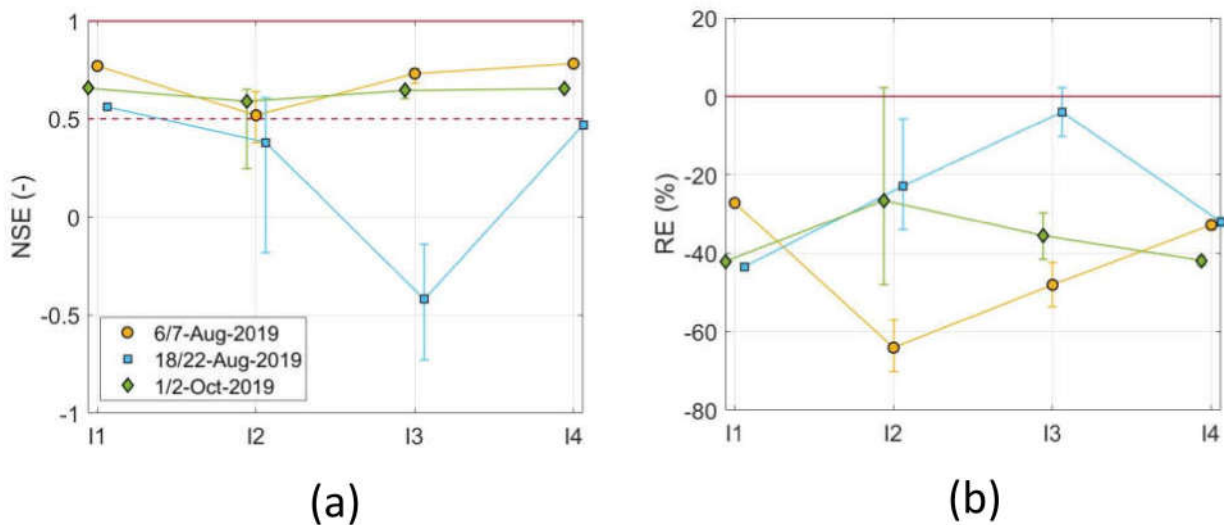 1
0.5
0
-0.5
-1
NSE (-)
6/7-Aug-2019
18/22-Aug-2019
1/2-Oct-2019
I1 I2 I3 I4
(a)
20
0
-20
-40
-60
-80
RE (%)
I1 I2 I3 I4
(b)